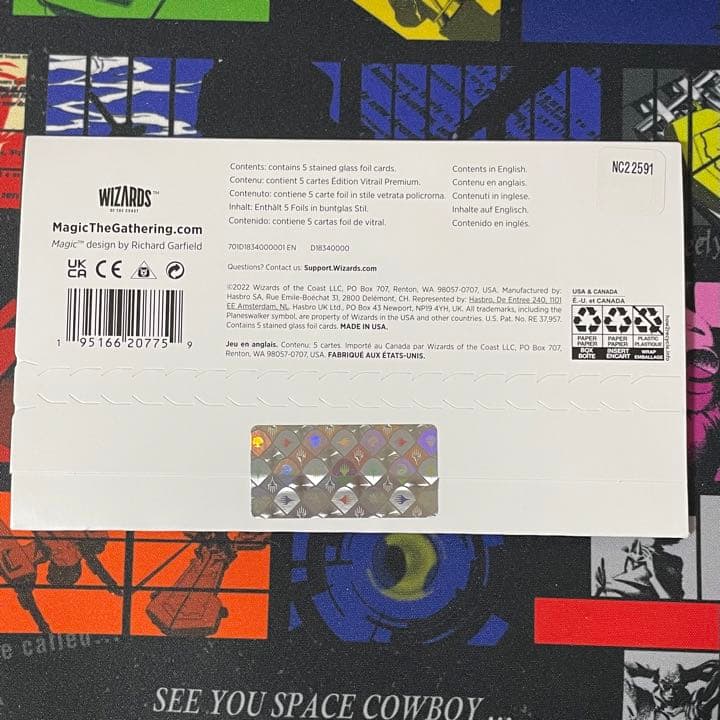 WIZARDS™
OF THE COAST
MagicTheGathering.com
Magic™ design by Richard Garfield
UK
CA CE
1 95166 20775 9
Contents: contains 5 stained glass foil cards.
Contenu: contient 5 cartes Édition Vitrail Premium.
Contenuto: contiene 5 carte foil in stile vetrata policroma.
Inhalt: Enthält 5 Foils in buntglas Stil.
Contenido: contiene 5 cartas foil de vitral.
Contents in English.
Contenu en anglais.
Contenuti in inglese.
Inhalte auf Englisch.
Contenido en inglés.
NC22591
701D1834000001 EN D18340000
Questions? Contact us: Support.Wizards.com
©2022 Wizards of the Coast LLC, PO Box 707, Renton, WA 98057-0707, USA. Manufactured by:
Hasbro SA, Rue Emile-Boéchat 31, 2800 Delémont, CH. Represented by: Hasbro, De Entree 240, 1101
EE Amsterdam, NL. Hasbro UK Ltd., PO Box 43 Newport, NP19 4YH, UK. All trademarks, including the
Planeswalker symbol, are property of Wizards in the USA and other countries. U.S. Pat. No. RE 37,957.
Contains 5 stained glass foil cards. MADE IN USA.
Jeu en anglais. Contenu: 5 cartes. Importé au Canada par Wizards of the Coast LLC, PO Box 707,
Renton, WA 98057-0707, USA. FABRIQUÉ AUX ÉTATS-UNIS.
USA & CANADA
É.-U. et CANADA
PAPER PAPER PLASTIC
PAPIER PAPIER PLASTIQUE
BOX INSERT WRAP
BOÎTE ENCART EMBALLAGE
how2recycle.info
e called...
SEE YOU SPACE COWBOY...